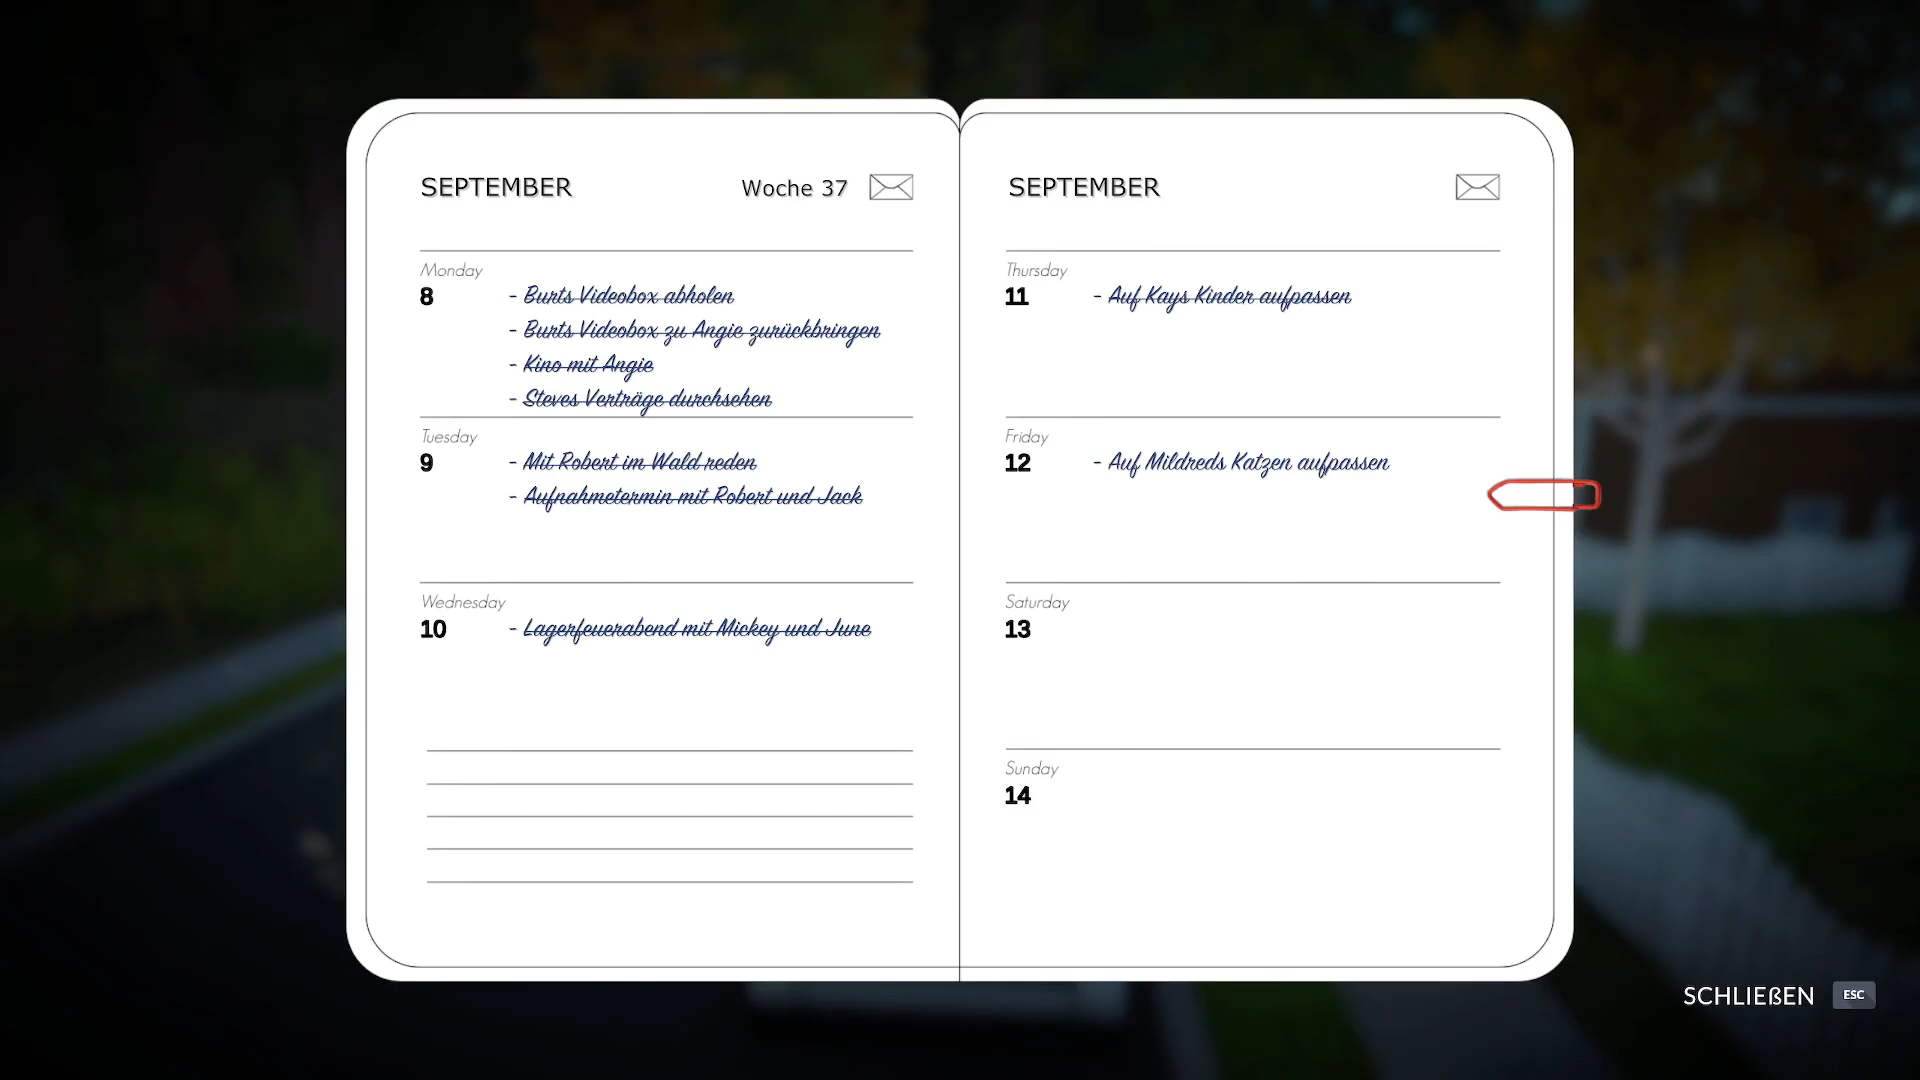 SEPTEMBER Woche 37
Monday
8 - Burts Videobox abholen
- Burts Videobox zu Angie zurückbringen
- Kino mit Angie
- Steves Verträge durchsehen
Tuesday
9 - Mit Robert im Wald reden
- Aufnahmetermin mit Robert und Jack
Wednesday
10 - Lagerfeuerabend mit Mickey und June
SEPTEMBER
Thursday
11 - Auf Kays Kinder aufpassen
Friday
12 - Auf Mildreds Katzen aufpassen
Saturday
13
Sunday
14
SCHLIEßEN ESC